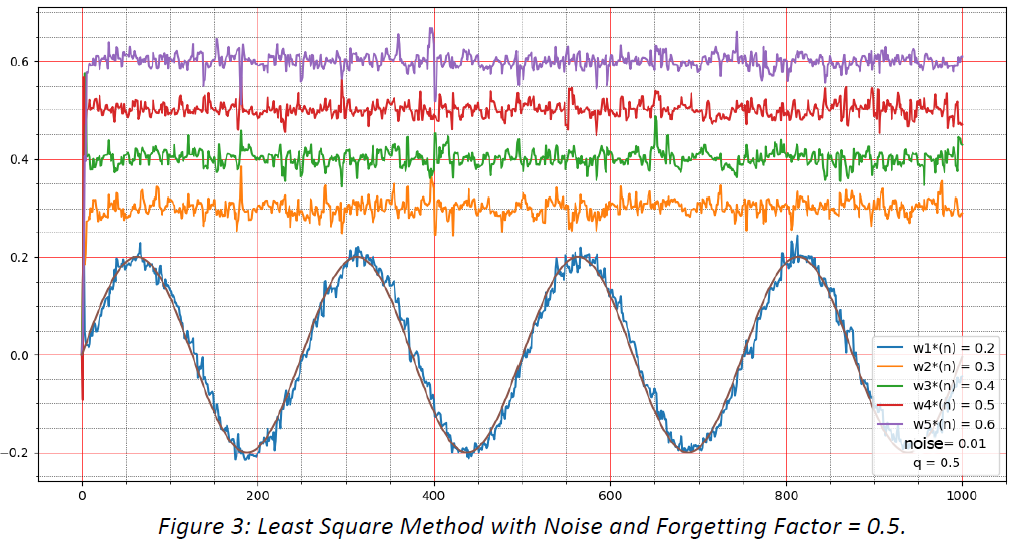 0.6
0.4
0.2
0.0
−0.2
w1*(n) = 0.2
w2*(n) = 0.3
w3*(n) = 0.4
w4*(n) = 0.5
w5*(n) = 0.6
noise= 0.01
q = 0.5
0 200 400 600 800 1000
Figure 3: Least Square Method with Noise and Forgetting Factor = 0.5.